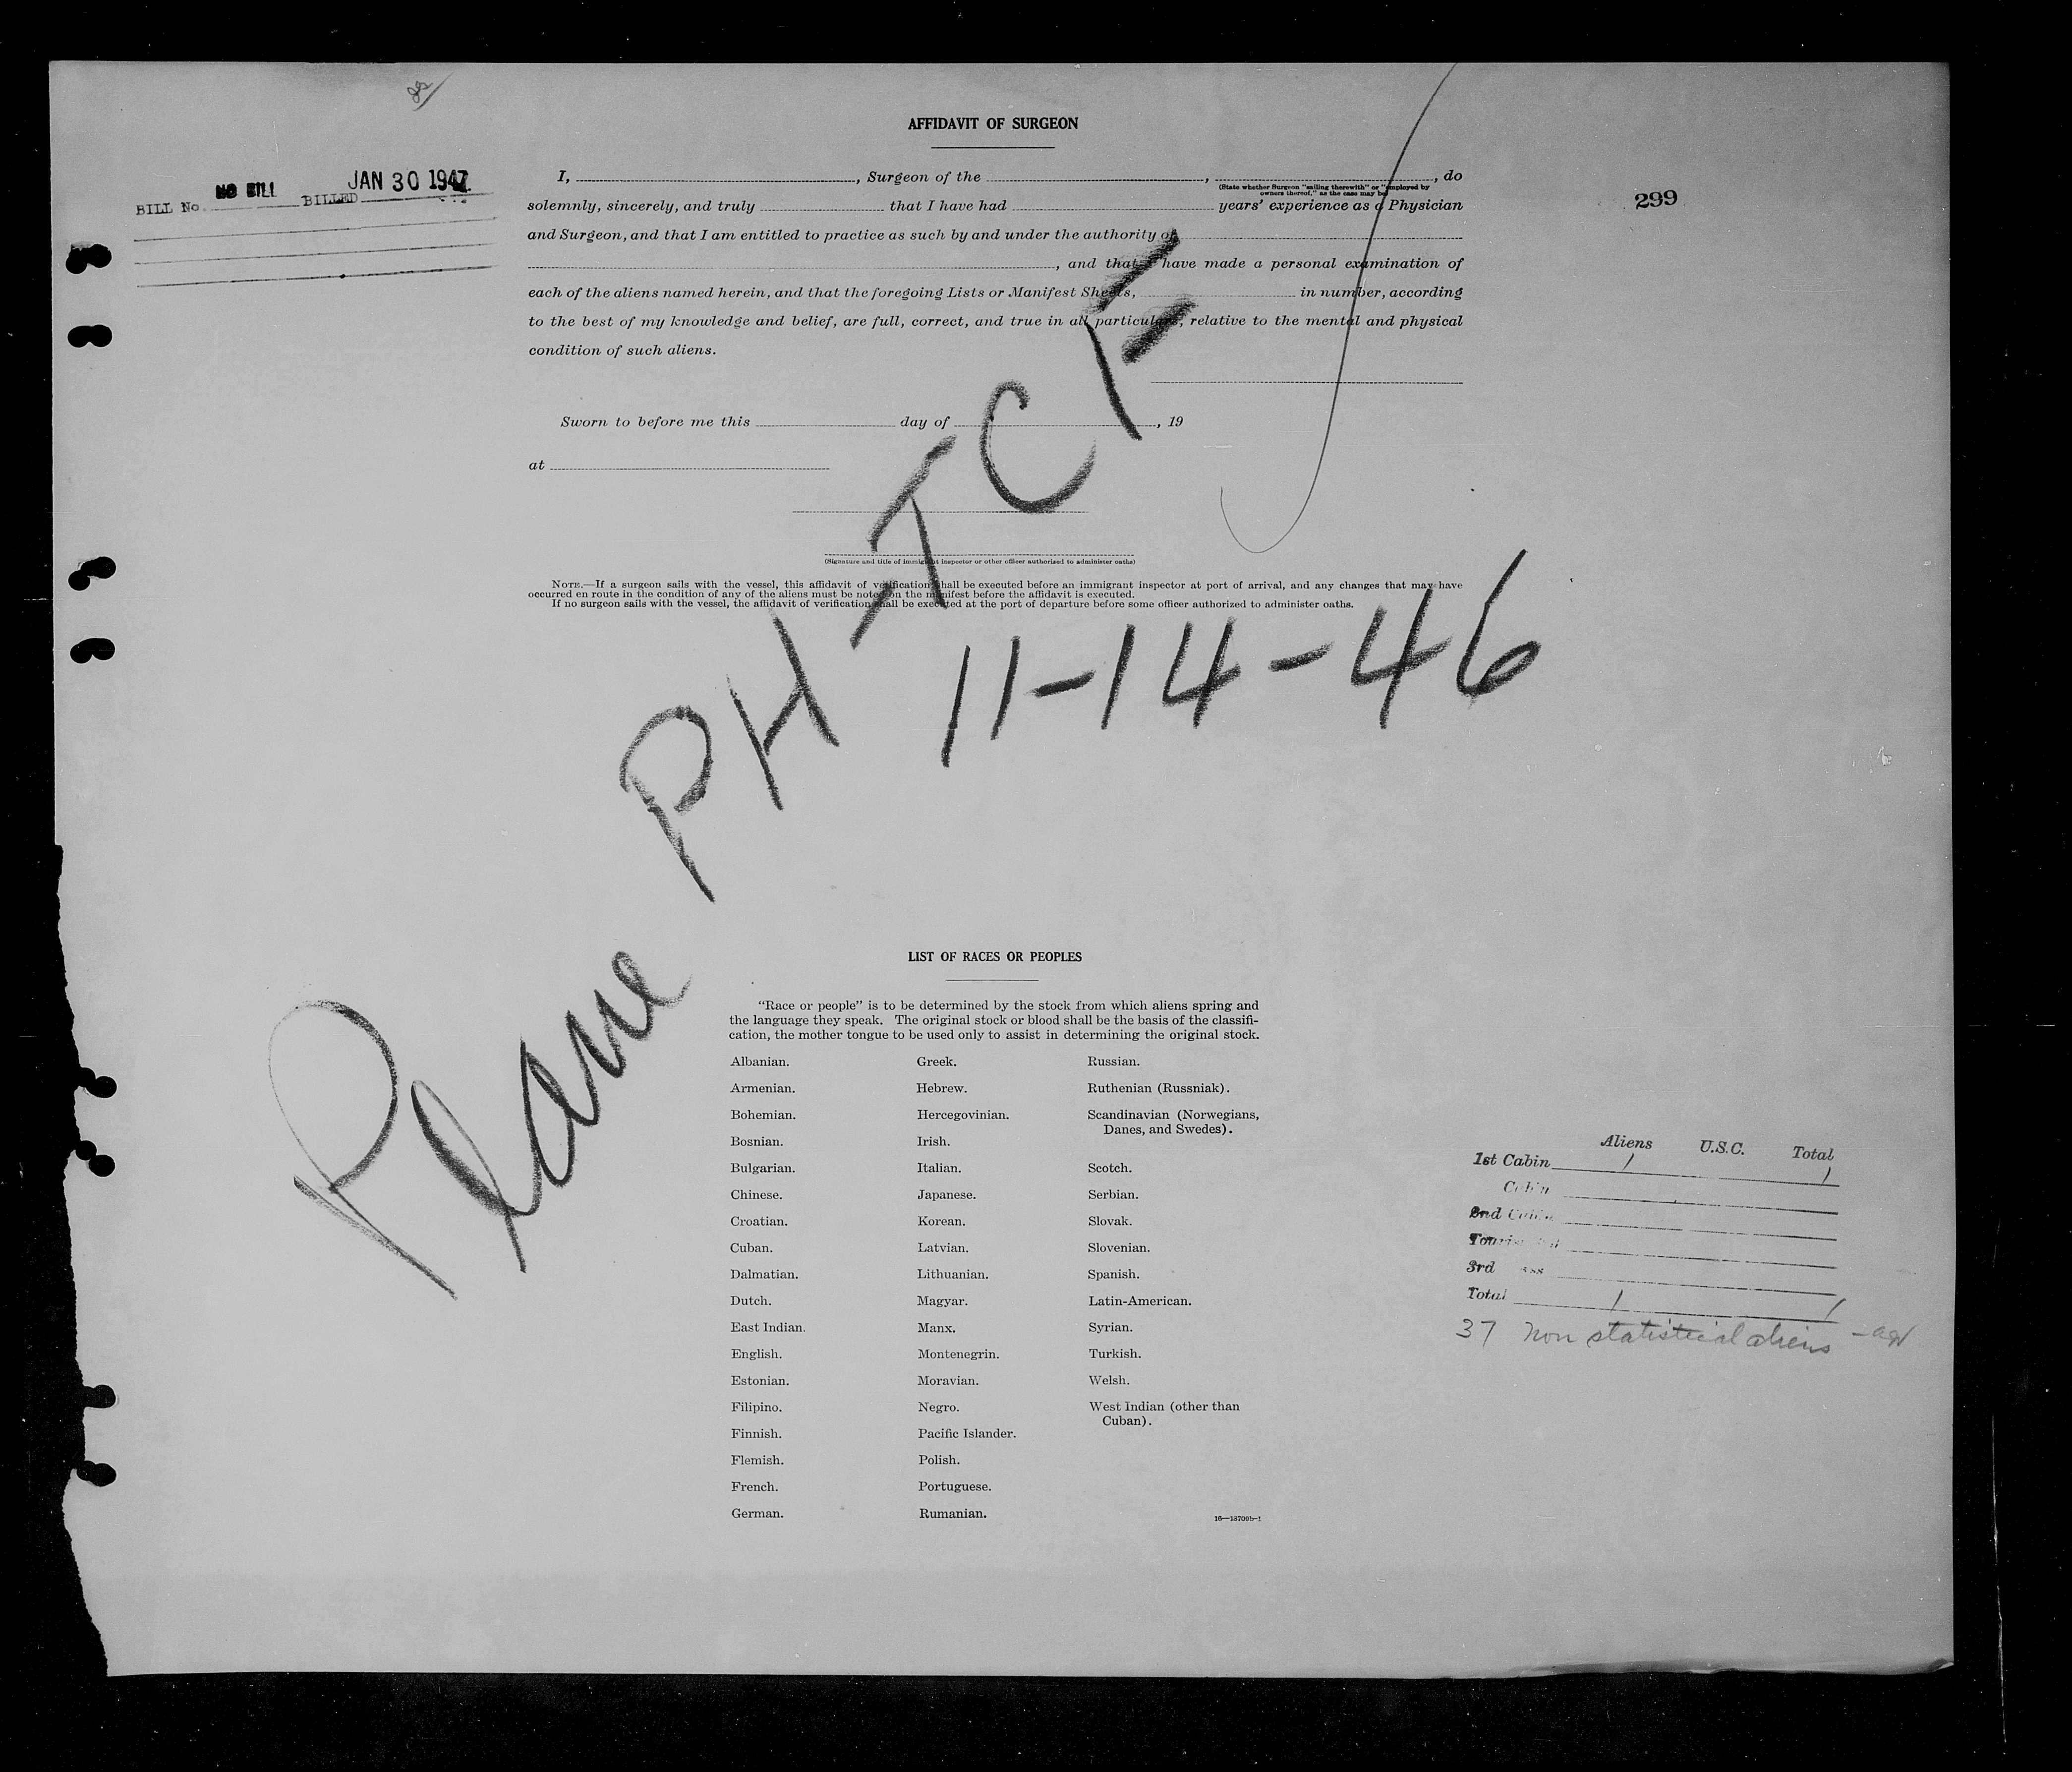 AFFIDAVIT OF SURGEON
BILL No. NO BILL BILLED JAN 30 1947
299
I, , Surgeon of the , , do
(State whether Surgeon "sailing therewith" or "employed by
owners thereof," as the case may be)
solemnly, sincerely, and truly that I have had years' experience as a Physician
and Surgeon, and that I am entitled to practice as such by and under the authority of
, and that I have made a personal examination of
each of the aliens named herein, and that the foregoing Lists or Manifest Sheets, in number, according
to the best of my knowledge and belief, are full, correct, and true in all particulars, relative to the mental and physical
condition of such aliens.
Sworn to before me this day of , 19
at
(Signature and title of immigrant inspector or other officer authorized to administer oaths)
NOTE.—If a surgeon sails with the vessel, this affidavit of verification shall be executed before an immigrant inspector at port of arrival, and any changes that may have
occurred en route in the condition of any of the aliens must be noted on the manifest before the affidavit is executed.
If no surgeon sails with the vessel, the affidavit of verification shall be executed at the port of departure before some officer authorized to administer oaths.
Plane PH-TCF
11-14-46
LIST OF RACES OR PEOPLES
"Race or people" is to be determined by the stock from which aliens spring and
the language they speak. The original stock or blood shall be the basis of the classifi-
cation, the mother tongue to be used only to assist in determining the original stock.
Albanian.
Armenian.
Bohemian.
Bosnian.
Bulgarian.
Chinese.
Croatian.
Cuban.
Dalmatian.
Dutch.
East Indian.
English.
Estonian.
Filipino.
Finnish.
Flemish.
French.
German.
Greek.
Hebrew.
Hercegovinian.
Irish.
Italian.
Japanese.
Korean.
Latvian.
Lithuanian.
Magyar.
Manx.
Montenegrin.
Moravian.
Negro.
Pacific Islander.
Polish.
Portuguese.
Rumanian.
Russian.
Ruthenian (Russniak).
Scandinavian (Norwegians,
Danes, and Swedes).
Scotch.
Serbian.
Slovak.
Slovenian.
Spanish.
Latin-American.
Syrian.
Turkish.
Welsh.
West Indian (other than
Cuban).
16—18709b-1
Aliens U.S.C. Total
1st Cabin 1 1
Cabin
2nd Cabin
Tourist
3rd
Total 1 1
37 Non statistical aliens